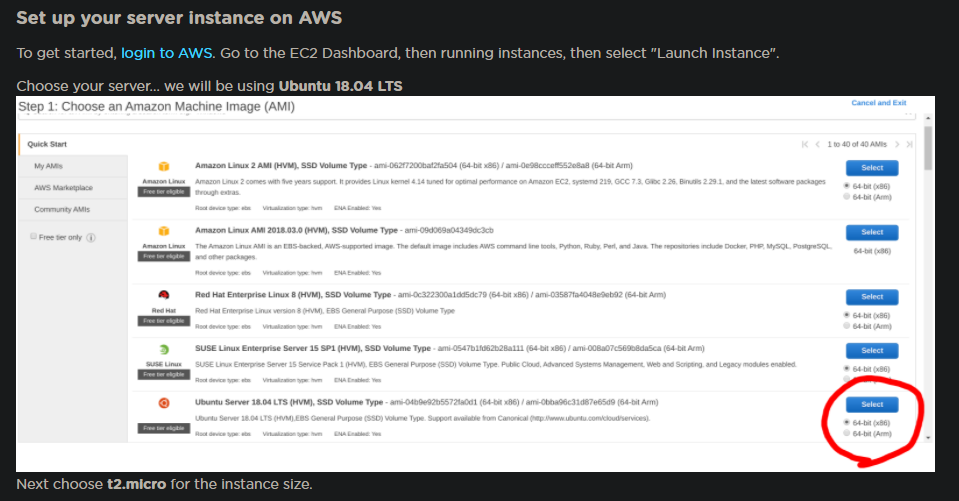 Set up your server instance on AWS
To get started, login to AWS. Go to the EC2 Dashboard, then running instances, then select "Launch Instance".
Choose your server... we will be using Ubuntu 18.04 LTS
Step 1: Choose an Amazon Machine Image (AMI)
Cancel and Exit
Quick Start
1 to 40 of 40 AMIs
My AMIs
AWS Marketplace
Community AMIs
Free tier only
Amazon Linux
Free tier eligible
Amazon Linux 2 AMI (HVM), SSD Volume Type - ami-062f7200baf2fa504 (64-bit x86) / ami-0e98ccceff552e8a8 (64-bit Arm)
Amazon Linux 2 comes with five years support. It provides Linux kernel 4.14 tuned for optimal performance on Amazon EC2, systemd 219, GCC 7.3, Glibc 2.26, Binutils 2.29.1, and the latest software packages
through extras.
Root device type: ebs Virtualization type: hvm ENA Enabled: Yes
Select
64-bit (x86)
64-bit (Arm)
Amazon Linux
Free tier eligible
Amazon Linux AMI 2018.03.0 (HVM), SSD Volume Type - ami-09d069a04349dc3cb
The Amazon Linux AMI is an EBS-backed, AWS-supported image. The default image includes AWS command line tools, Python, Ruby, Perl, and Java. The repositories include Docker, PHP, MySQL, PostgreSQL,
and other packages.
Root device type: ebs Virtualization type: hvm ENA Enabled: Yes
Select
64-bit (x86)
Red Hat
Free tier eligible
Red Hat Enterprise Linux 8 (HVM), SSD Volume Type - ami-0c322300a1dd5dc79 (64-bit x86) / ami-03587fa4048e9eb92 (64-bit Arm)
Red Hat Enterprise Linux version 8 (HVM), EBS General Purpose (SSD) Volume Type
Root device type: ebs Virtualization type: hvm ENA Enabled: Yes
Select
64-bit (x86)
64-bit (Arm)
SUSE Linux
Free tier eligible
SUSE Linux Enterprise Server 15 SP1 (HVM), SSD Volume Type - ami-0547b1fd62b28a111 (64-bit x86) / ami-008a07c569b8da5ca (64-bit Arm)
SUSE Linux Enterprise Server 15 Service Pack 1 (HVM), EBS General Purpose (SSD) Volume Type. Public Cloud, Advanced Systems Management, Web and Scripting, and Legacy modules enabled.
Root device type: ebs Virtualization type: hvm ENA Enabled: Yes
Select
64-bit (x86)
Free tier eligible
Ubuntu Server 18.04 LTS (HVM), SSD Volume Type - ami-04b9e92b5572fa0d1 (64-bit x86) / ami-0bba96c31d87e65d9 (64-bit Arm)
Ubuntu Server 18.04 LTS (HVM),EBS General Purpose (SSD) Volume Type. Support available from Canonical (http://www.ubuntu.com/cloud/services).
Root device type: ebs Virtualization type: hvm ENA Enabled: Yes
Select
64-bit (x86)
64-bit (Arm)
Next choose t2.micro for the instance size.